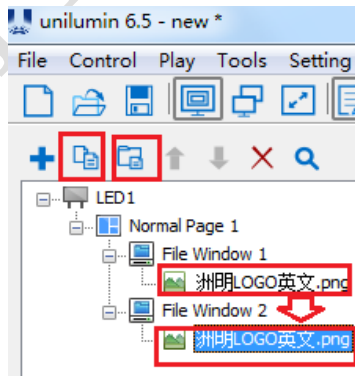 unilumin 6.5 - new *
File Control Play Tools Setting
LED1
Normal Page 1
File Window 1
洲明LOGO英文.png
File Window 2
洲明LOGO英文.png